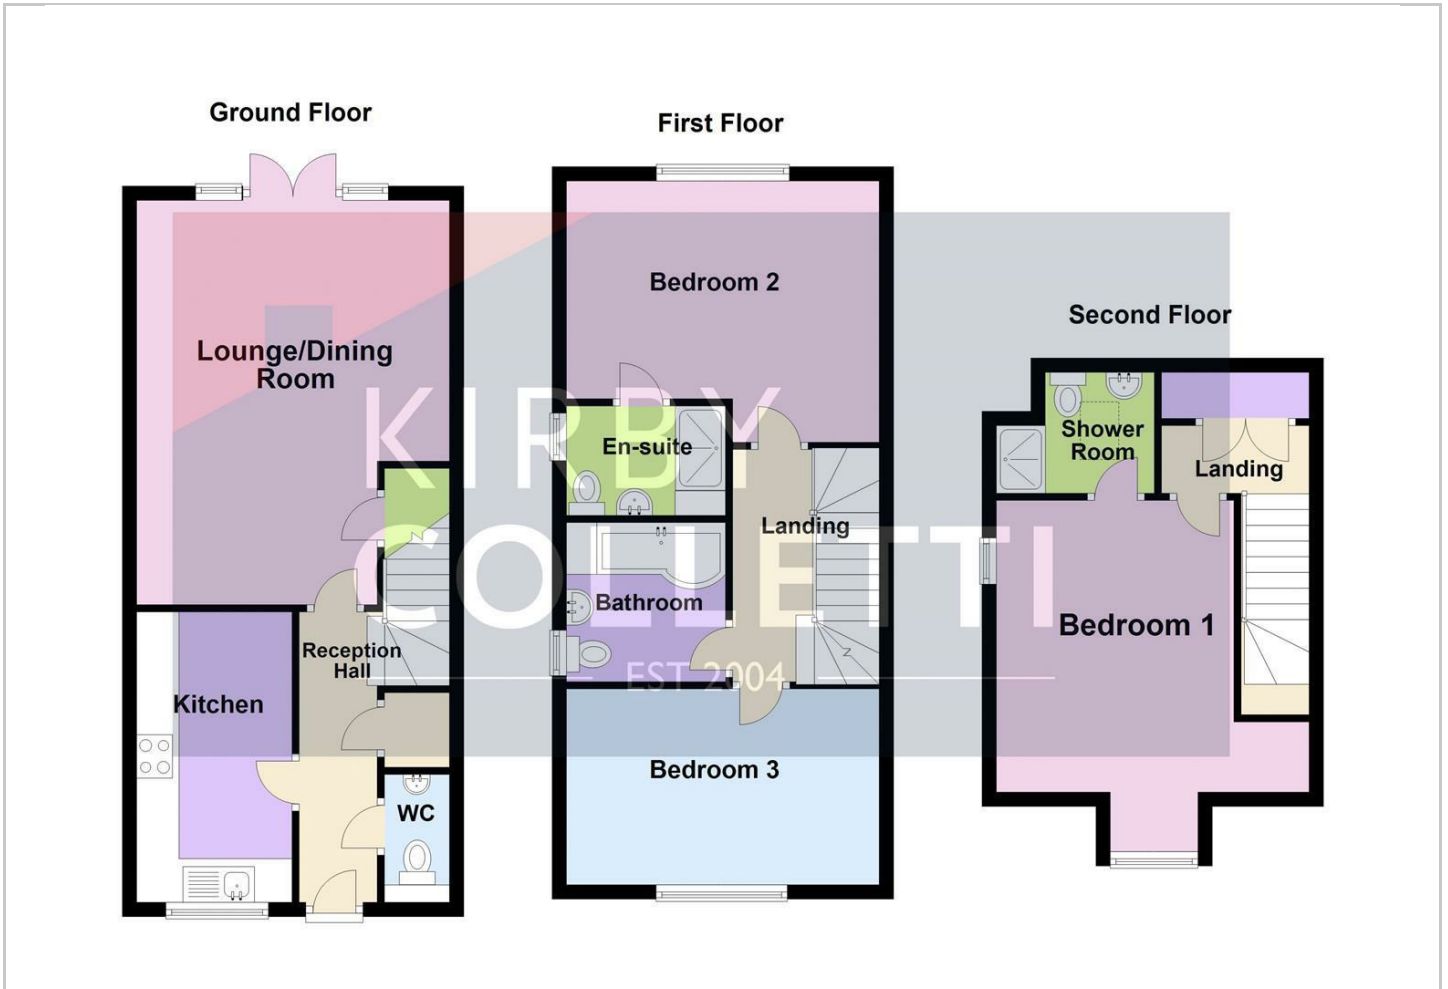 Ground Floor
Lounge/Dining
Room
Reception
Hall
Kitchen
WC
First Floor
Bedroom 2
En-suite
Landing
Bathroom
Bedroom 3
Second Floor
Shower
Room
Landing
Bedroom 1
KIRBY
COLLETTI
EST 2004